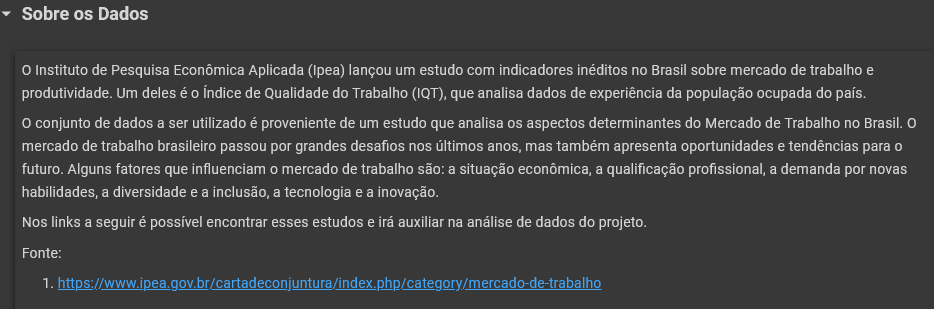 Sobre os Dados
O Instituto de Pesquisa Econômica Aplicada (Ipea) lançou um estudo com indicadores inéditos no Brasil sobre mercado de trabalho e
produtividade. Um deles é o Índice de Qualidade do Trabalho (IQT), que analisa dados de experiência da população ocupada do país.
O conjunto de dados a ser utilizado é proveniente de um estudo que analisa os aspectos determinantes do Mercado de Trabalho no Brasil. O
mercado de trabalho brasileiro passou por grandes desafios nos últimos anos, mas também apresenta oportunidades e tendências para o
futuro. Alguns fatores que influenciam o mercado de trabalho são: a situação econômica, a qualificação profissional, a demanda por novas
habilidades, a diversidade e a inclusão, a tecnologia e a inovação.
Nos links a seguir é possível encontrar esses estudos e irá auxiliar na análise de dados do projeto.
Fonte:
1. https://www.ipea.gov.br/cartadeconjuntura/index.php/category/mercado-de-trabalho